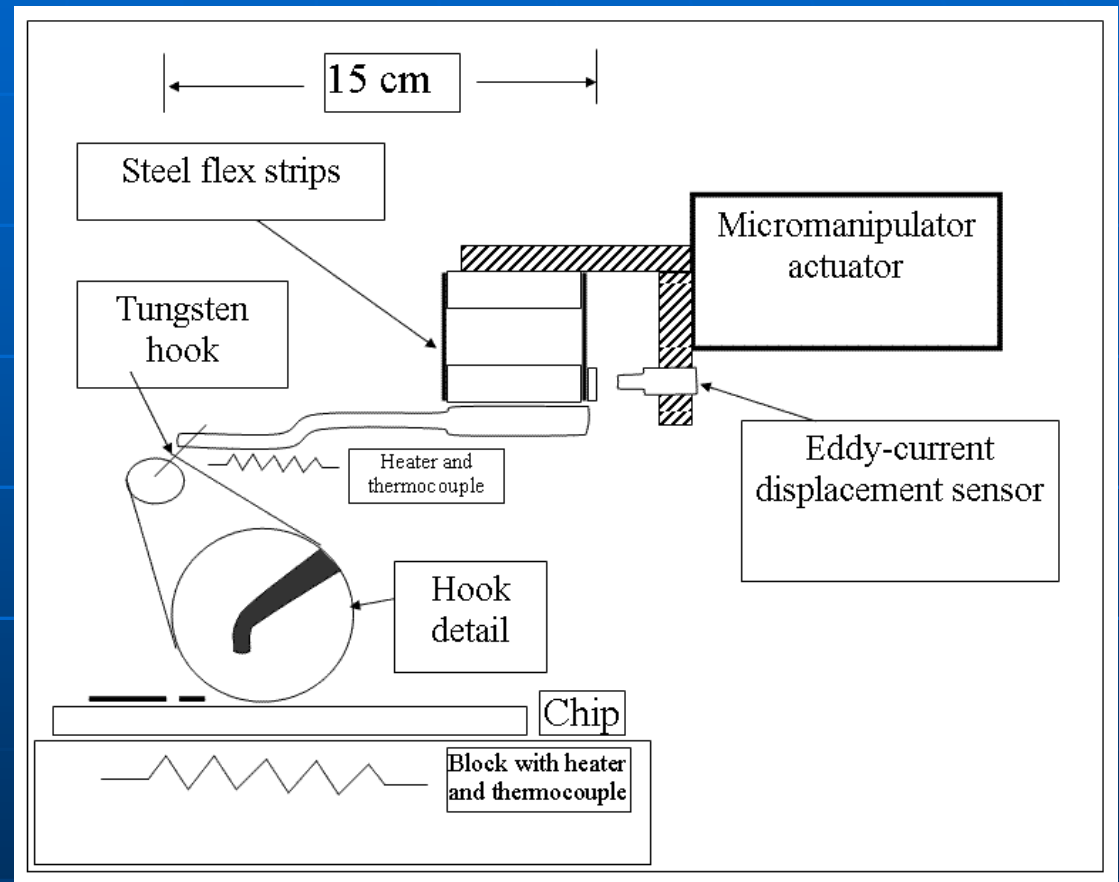 15 cm
Steel flex strips
Micromanipulator
actuator
Tungsten
hook
Heater and
thermocouple
Eddy-current
displacement sensor
Hook
detail
Chip
Block with heater
and thermocouple